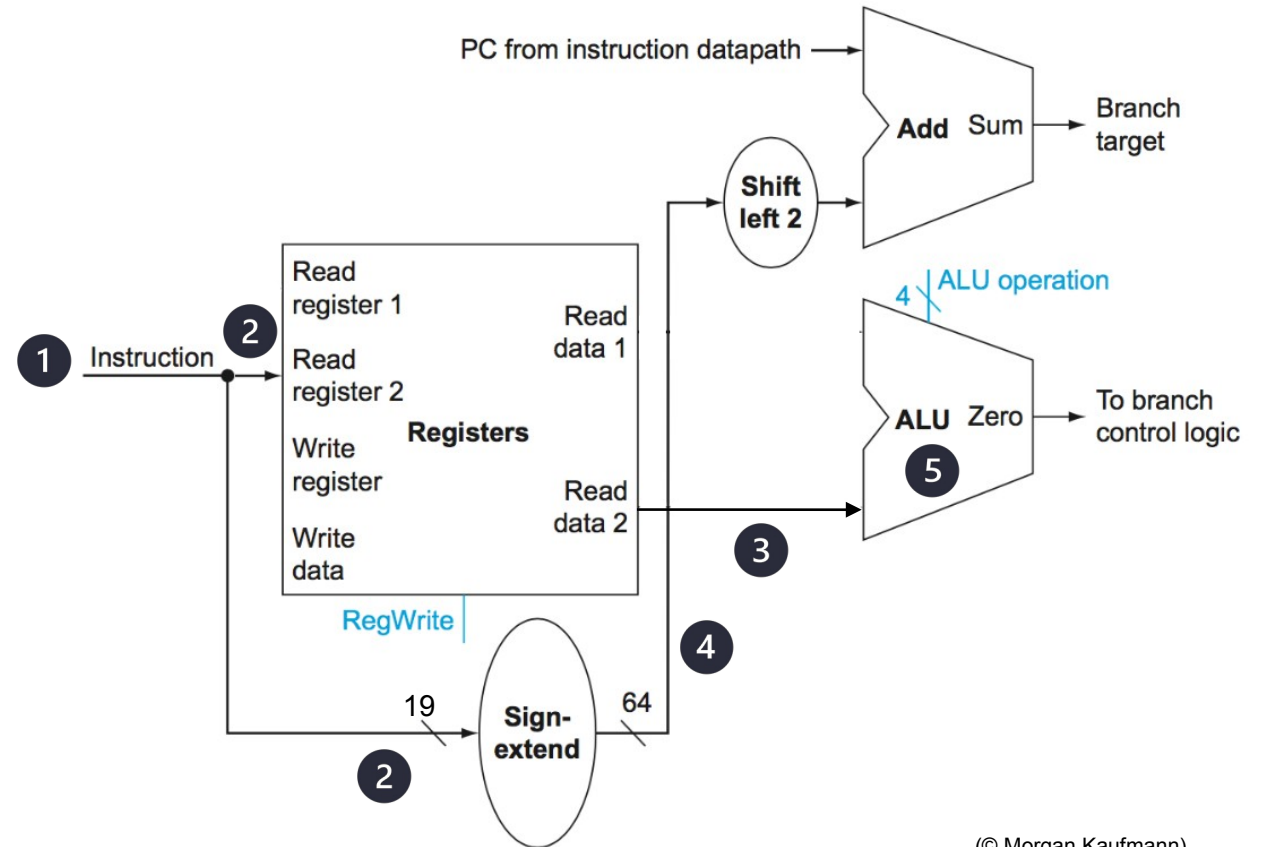 PC from instruction datapath
Add Sum
Branch
target
Shift
left 2
4
ALU operation
Read
register 1
Read
data 1
1
Instruction
2
Read
register 2
Registers
ALU Zero
To branch
control logic
5
Write
register
Read
data 2
3
Write
data
RegWrite
4
19
64
Sign-
extend
2
(© Morgan Kaufmann)